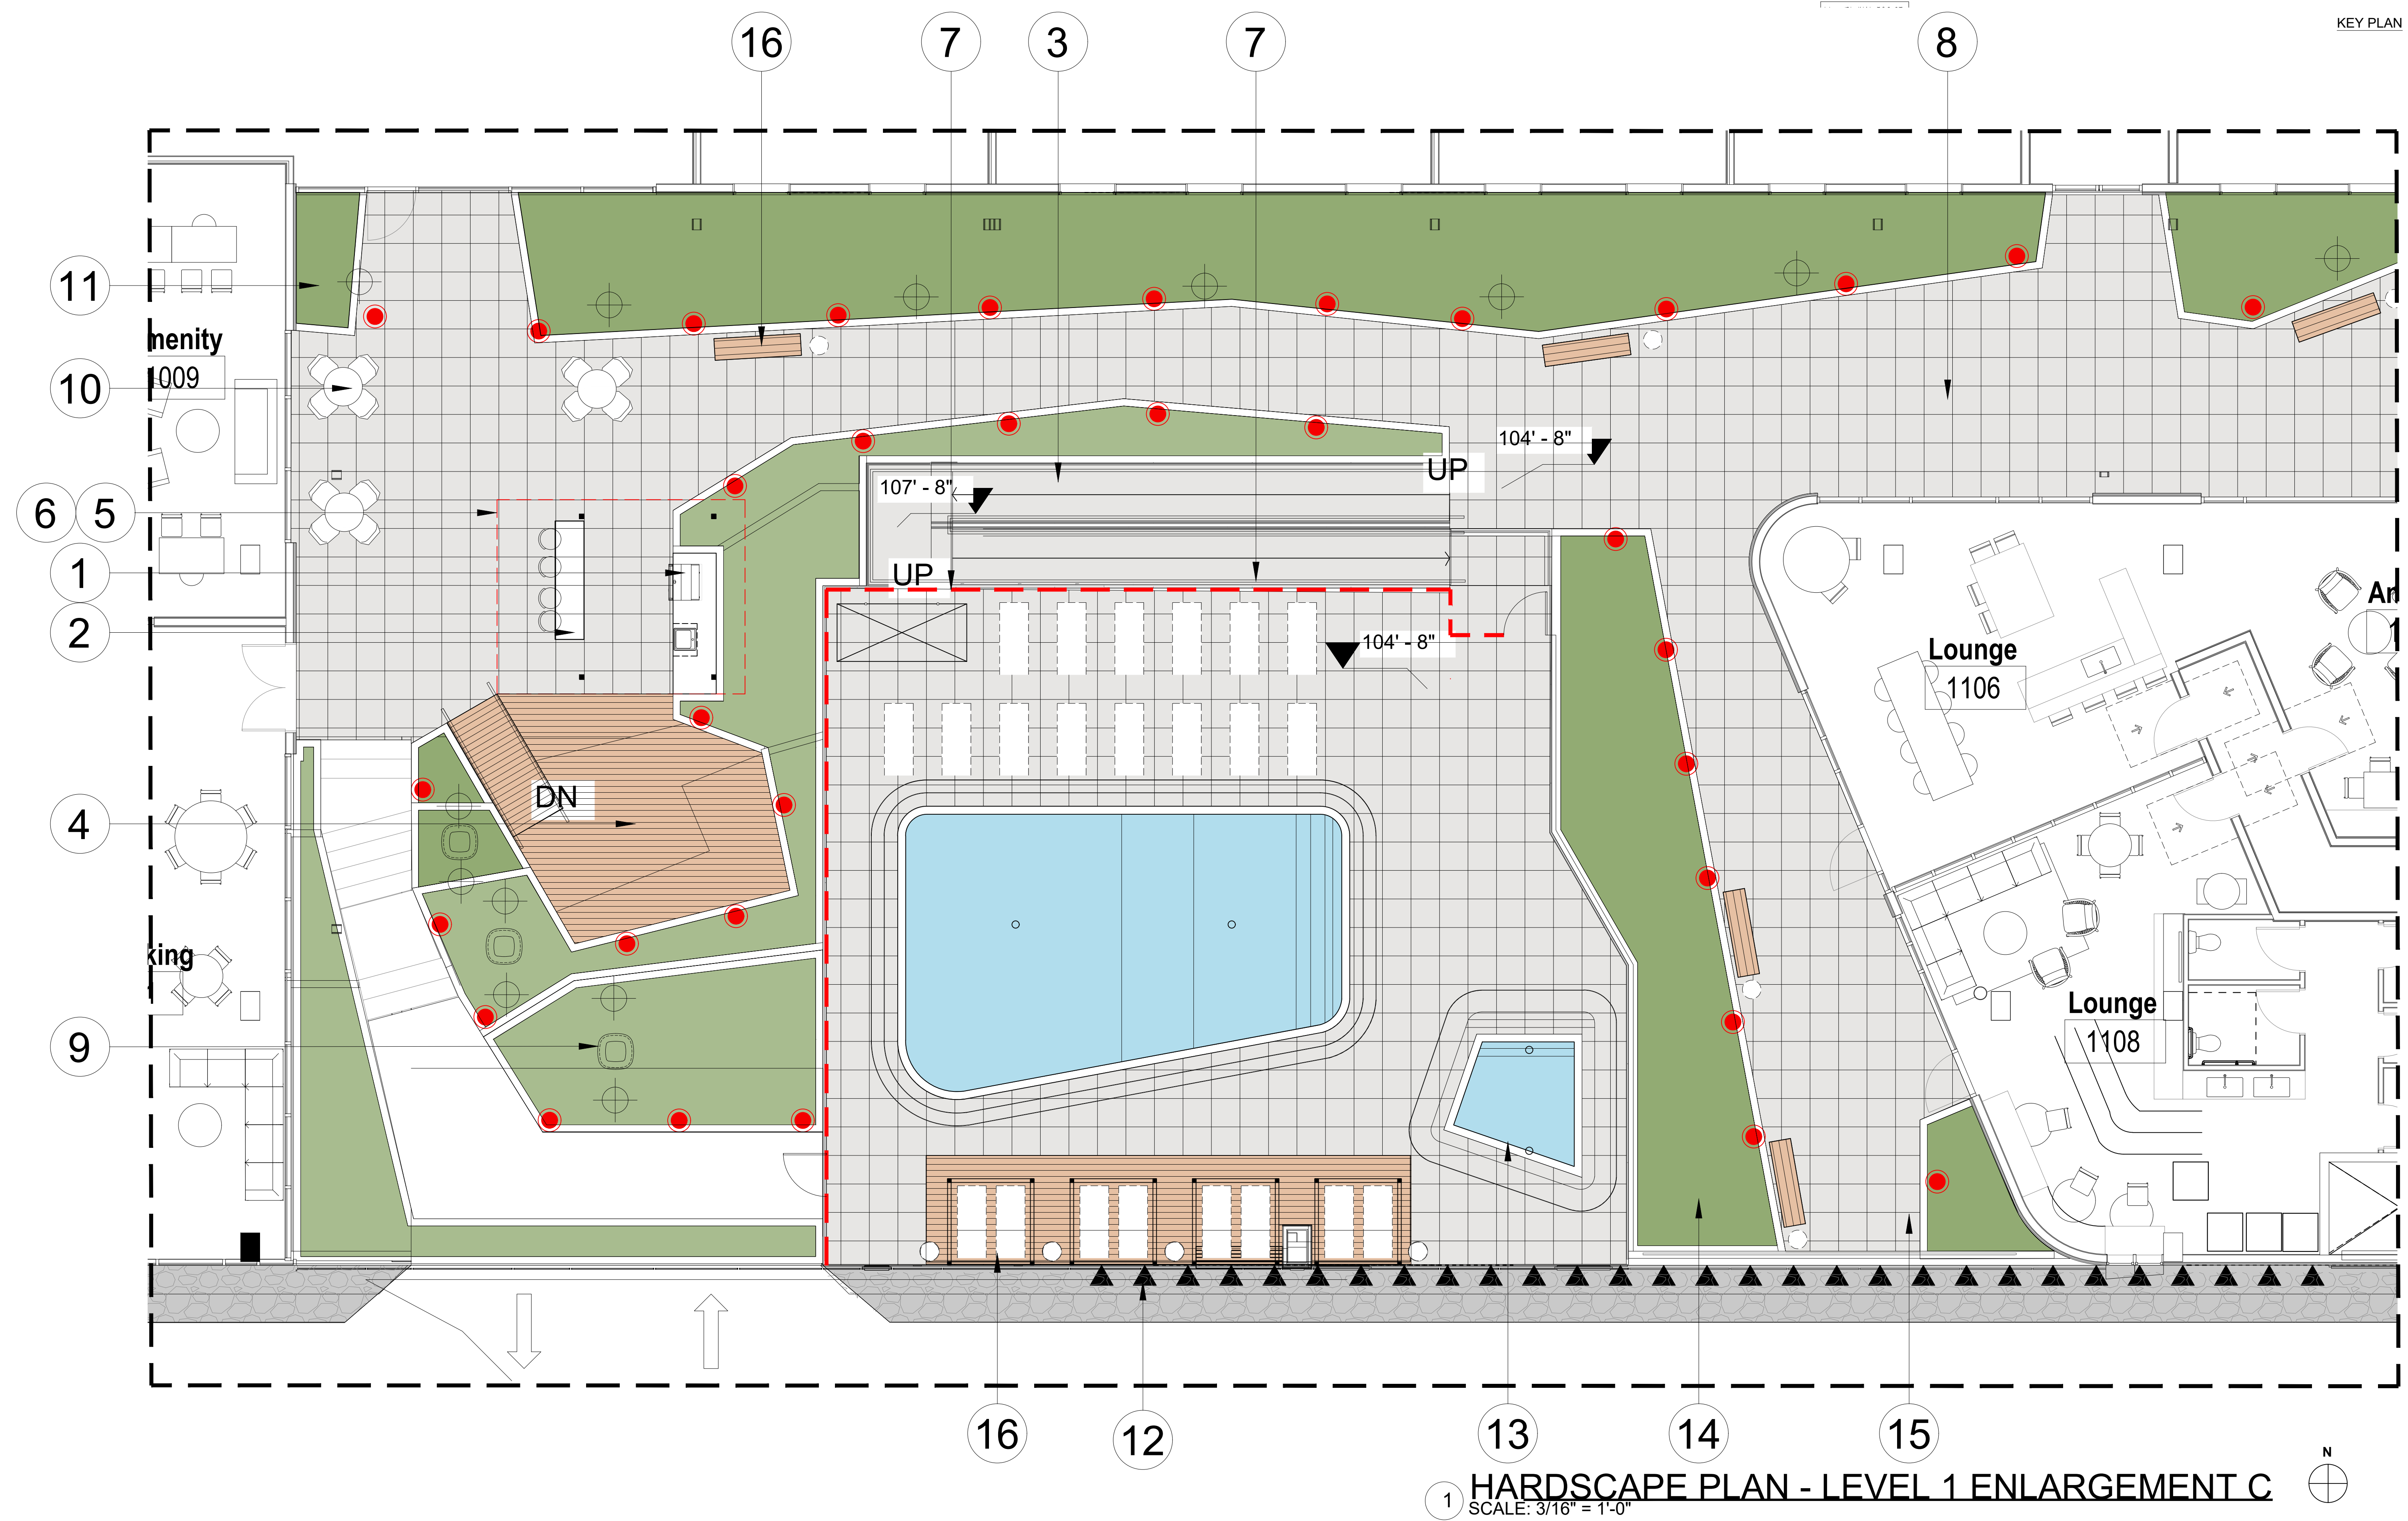 KEY PLAN
16
7
3
7
8
11
menity
1009
10
104' - 8"
UP
107' - 8"
6
5
1
UP
2
104' - 8"
Lounge
1106
DN
4
king
Lounge
1108
9
16
12
13
14
15
N
1
HARDSCAPE PLAN - LEVEL 1 ENLARGEMENT C
SCALE: 3/16" = 1'-0"